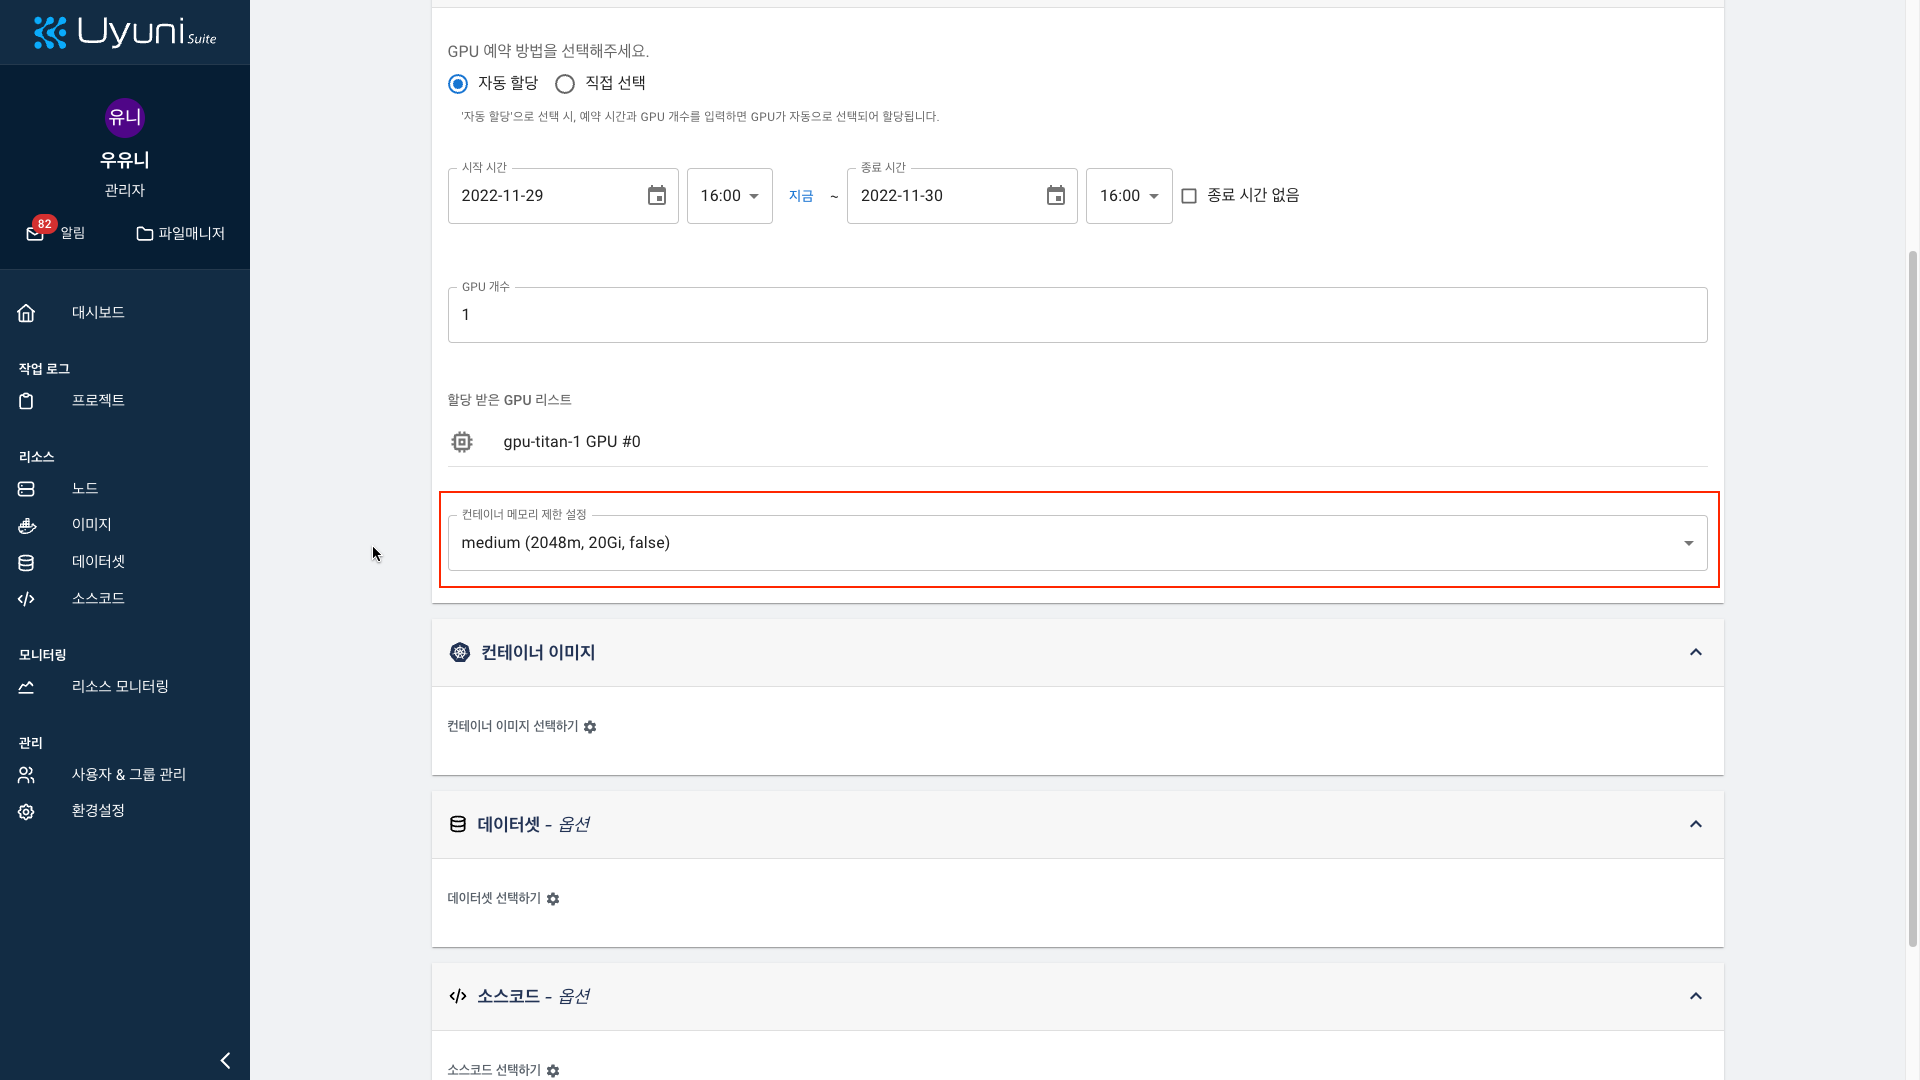 Uyuni Suite
유니
우유니
관리자
82
알림
파일매니저
대시보드
작업 로그
프로젝트
리소스
노드
이미지
데이터셋
소스코드
모니터링
리소스 모니터링
관리
사용자 & 그룹 관리
환경설정
GPU 예약 방법을 선택해주세요.
자동 할당 직접 선택
'자동 할당'으로 선택 시, 예약 시간과 GPU 개수를 입력하면 GPU가 자동으로 선택되어 할당됩니다.
시작 시간 종료 시간
2022-11-29 16:00 지금 ~ 2022-11-30 16:00 종료 시간 없음
GPU 개수
1
할당 받은 GPU 리스트
gpu-titan-1 GPU #0
컨테이너 메모리 제한 설정
medium (2048m, 20Gi, false)
컨테이너 이미지
컨테이너 이미지 선택하기
데이터셋 - 옵션
데이터셋 선택하기
소스코드 - 옵션
소스코드 선택하기